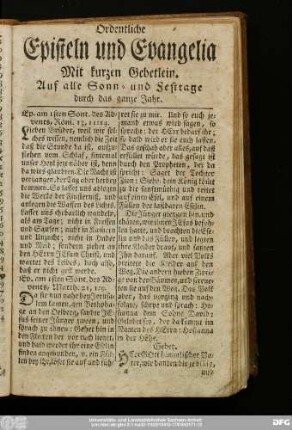 Ordentliche
Episteln und Evangelia
Mit kurzen Gebetlein,
Auf alle Sonn- und Festtage
durch das ganze Jahr.
Ep. am 1sten Sont. des Ad-
vents, Röm. 13, 11:14.
Lieben Brüder, weil wir sol-
ches wissen, nemlich die Zeit
daß die Stunde da ist, aufzu-
stehen vom Schlaf, sintemal
unser Heyl jetzt näher ist, denn
da wirs glaubten. Die Nacht ist
vergangen, der Tag aber herbey
kommen. So lasset uns ablegen
die Werke der Finsterniß, und
anlegen die Waffen des Lichts.
Lasset uns ehrbarlich wandeln,
als am Tage; nicht in Fressen
und Saufen; nicht in Kammern
und Unzucht; nicht in Hader
und Neid; sondern ziehet an
den HErrn JEsum Christ, und
wartet des Leibes, doch also,
daß er nicht geil werde.
Ev. am 1sten Sont. des Ad-
vents, Matth. 21, 1:9.
Da sie nun nahe bey Jerusa-
lem kamen, gen Bethpha-
ge an den Oelberg, sandte JE-
sus seiner Jünger zween, und
sprach zu ihnen: Gehet hin in
den Flecken der vor euch lieget,
und bald werdet ihr eine Eselin
finden angebunden, u. ein Fül-
len bey ihr, löset sie auf und füh-
ret sie zu mir. Und so euch je-
mand etwas wird sagen, so
sprecht: der HErr bedarf ihr;
so bald wird er sie euch lassen.
Das geschah aber alles, auf daß
erfüllet würde, das gesagt ist
durch den Propheten, der da
spricht: Saget der Tochter
Zion: Siehe dein König kömt
zu dir sanftmüthig und reitet
auf einem Esel, und auf einem
Füllen der lastbaren Eselin.
Die Jünger giengen hin, und
thäten, wie ihnen JEsus befoh-
len hatte, und brachten die Ese-
lin und das Füllen, und legten
ihre Kleider darauf, und satzten
ihn darauf. Aber viel Volks
breitete die Kleider auf den
Weg. Die andern hieben Zwei-
ge von den Bäumen, und streue-
ten sie auf den Weg. Das Volk
aber, das vorging und nach-
folgte, schrye und sprach: Ho-
sianna dem Sohne Davids!
Gelobet sey, der da kommt im
Namen des HErrn! Hosianna
in der Höhe.
Gebet.
HErr GOtt himmlischer Va-
ter, wir danken dir ...